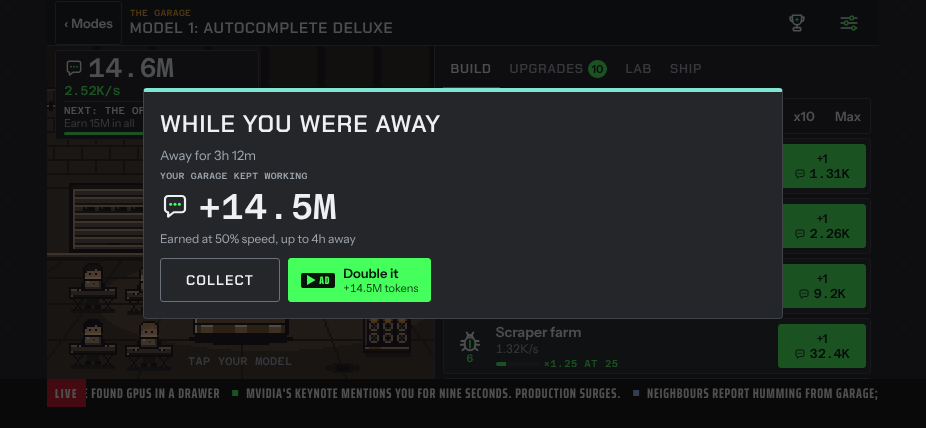 ‹ Modes
THE GARAGE
MODEL 1: AUTOCOMPLETE DELUXE
14.6M
2.52K/s
NEXT: THE OF
Earn 15M in all
BUILD
UPGRADES 10
LAB
SHIP
x10
Max
WHILE YOU WERE AWAY
Away for 3h 12m
YOUR GARAGE KEPT WORKING
+14.5M
Earned at 50% speed, up to 4h away
COLLECT
AD
Double it
+14.5M tokens
+1
1.31K
+1
2.26K
+1
9.2K
Scraper farm
1.32K/s
6
×1.25 AT 25
+1
32.4K
TAP YOUR MODEL
LIVE
FOUND GPUS IN A DRAWER
MVIDIA'S KEYNOTE MENTIONS YOU FOR NINE SECONDS. PRODUCTION SURGES.
NEIGHBOURS REPORT HUMMING FROM GARAGE;